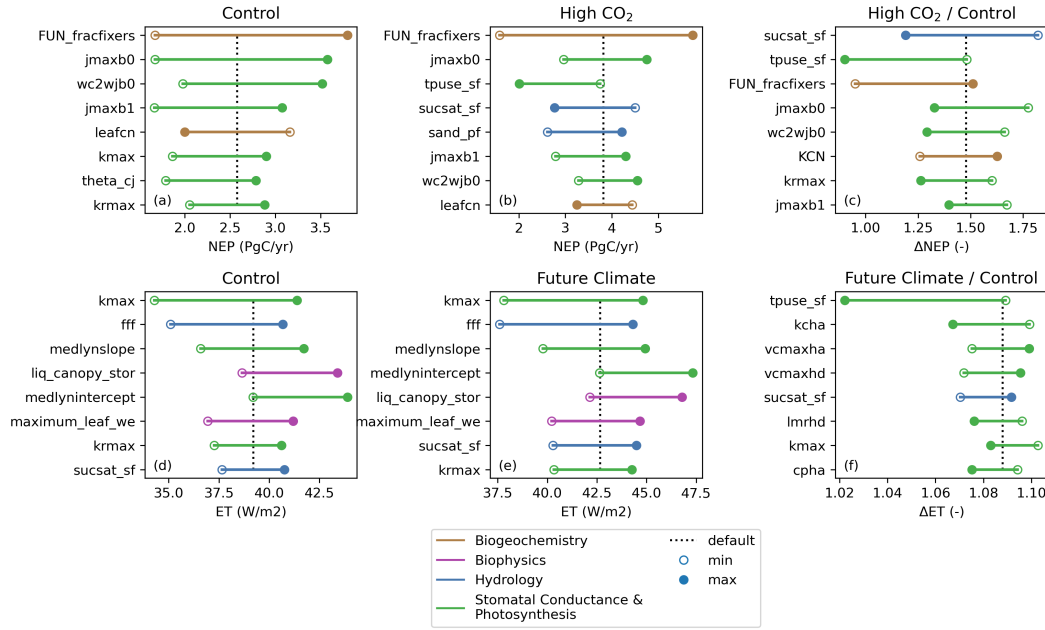 Control
FUN_fracfixers
jmaxb0
wc2wjb0
jmaxb1
leafcn
kmax
theta_cj
krmax
(a)
2.0 2.5 3.0 3.5
NEP (PgC/yr)
High CO₂
FUN_fracfixers
jmaxb0
tpuse_sf
sucsat_sf
sand_pf
jmaxb1
wc2wjb0
leafcn
(b)
2 3 4 5
NEP (PgC/yr)
High CO₂ / Control
sucsat_sf
tpuse_sf
FUN_fracfixers
jmaxb0
wc2wjb0
KCN
krmax
jmaxb1
(c)
1.00 1.25 1.50 1.75
ΔNEP (-)
Control
kmax
fff
medlynslope
liq_canopy_stor
medlynintercept
maximum_leaf_we
krmax
sucsat_sf
(d)
35.0 37.5 40.0 42.5
ET (W/m2)
Future Climate
kmax
fff
medlynslope
medlynintercept
liq_canopy_stor
maximum_leaf_we
sucsat_sf
krmax
(e)
37.5 40.0 42.5 45.0 47.5
ET (W/m2)
Future Climate / Control
tpuse_sf
kcha
vcmaxha
vcmaxhd
sucsat_sf
lmrhd
kmax
cpha
(f)
1.02 1.04 1.06 1.08 1.10
ΔET (-)
Biogeochemistry
Biophysics
Hydrology
Stomatal Conductance &
Photosynthesis
default
min
max